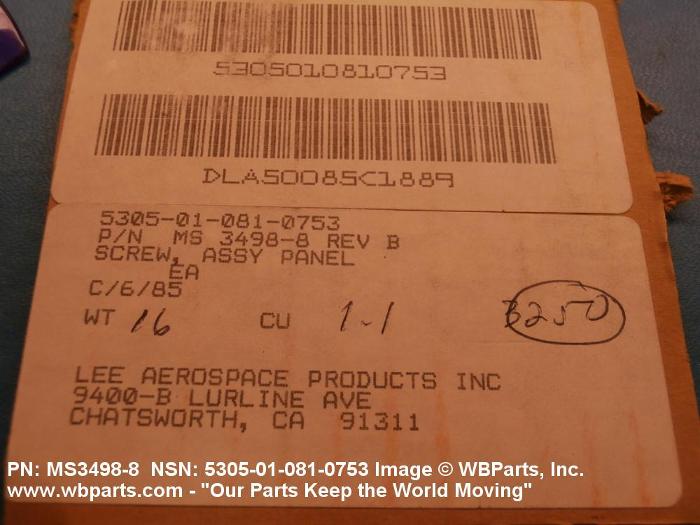 5305010810753
DLA50085C1889
5305-01-081-0753
P/N MS 3498-8 REV B
SCREW, ASSY PANEL
EA
C/6/85
WT 16 CU 1-1 B250
LEE AEROSPACE PRODUCTS INC
9400-B LURLINE AVE
CHATSWORTH, CA 91311
PN: MS3498-8 NSN: 5305-01-081-0753 Image © WBParts, Inc.
www.wbparts.com - "Our Parts Keep the World Moving"